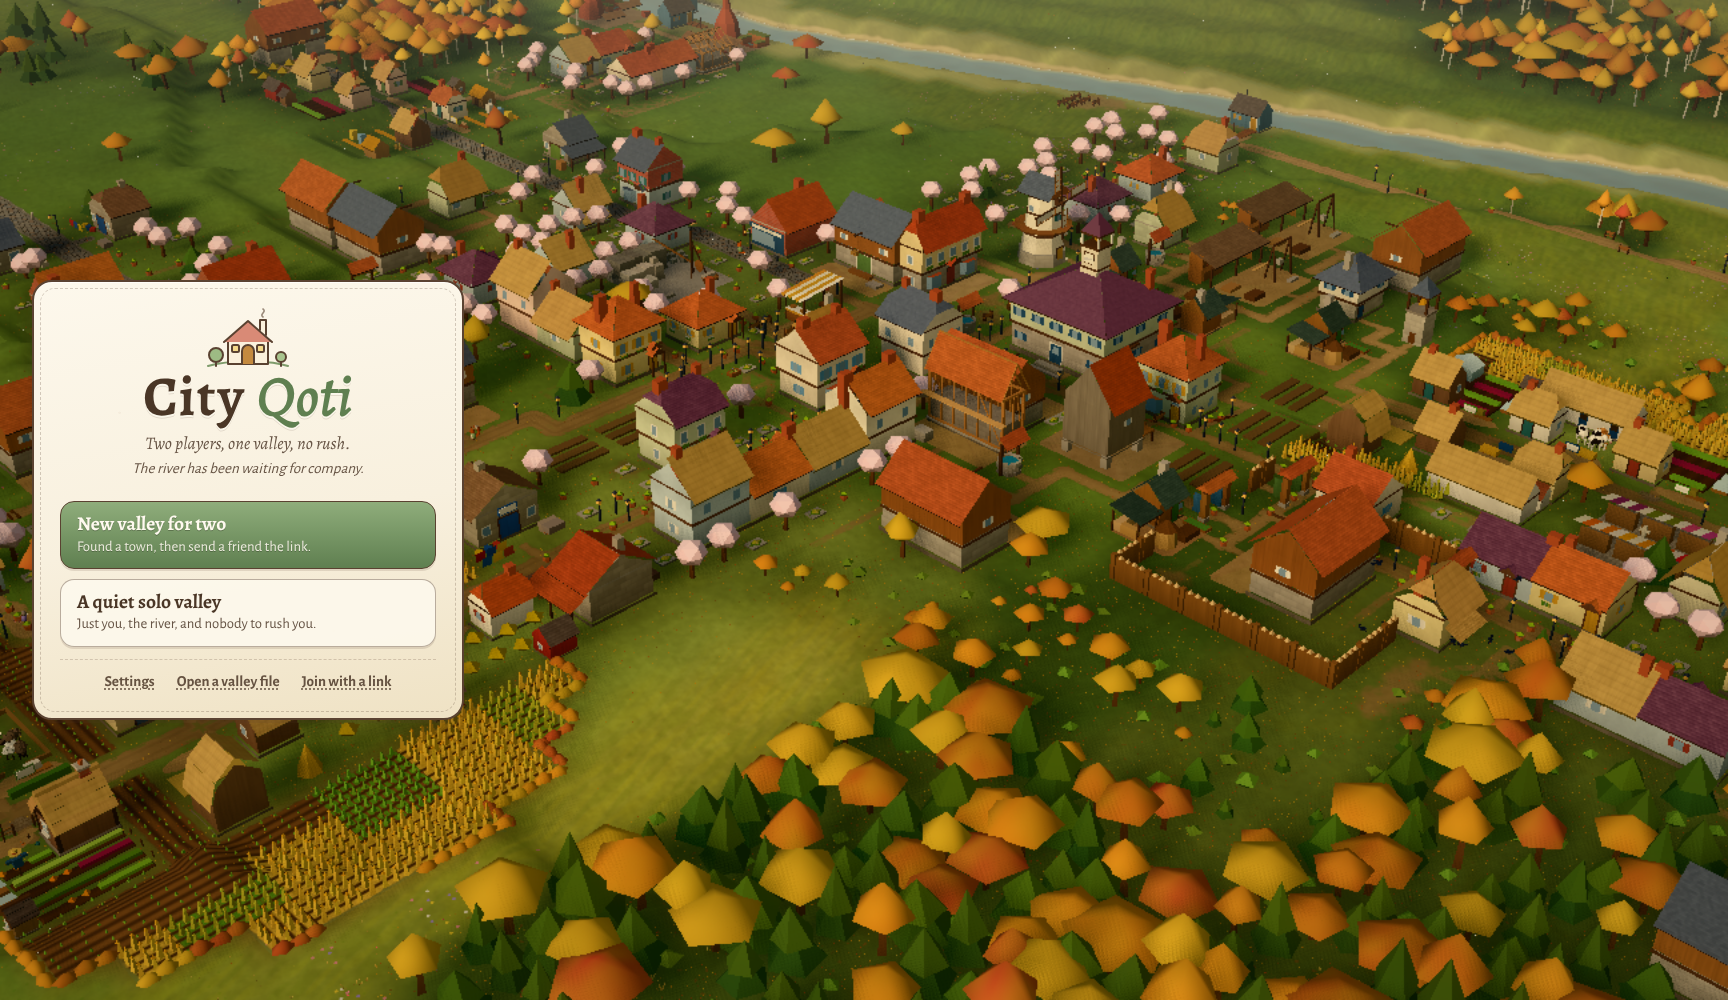 City Qoti
Two players, one valley, no rush.
The river has been waiting for company.
New valley for two
Found a town, then send a friend the link.
A quiet solo valley
Just you, the river, and nobody to rush you.
Settings Open a valley file Join with a link